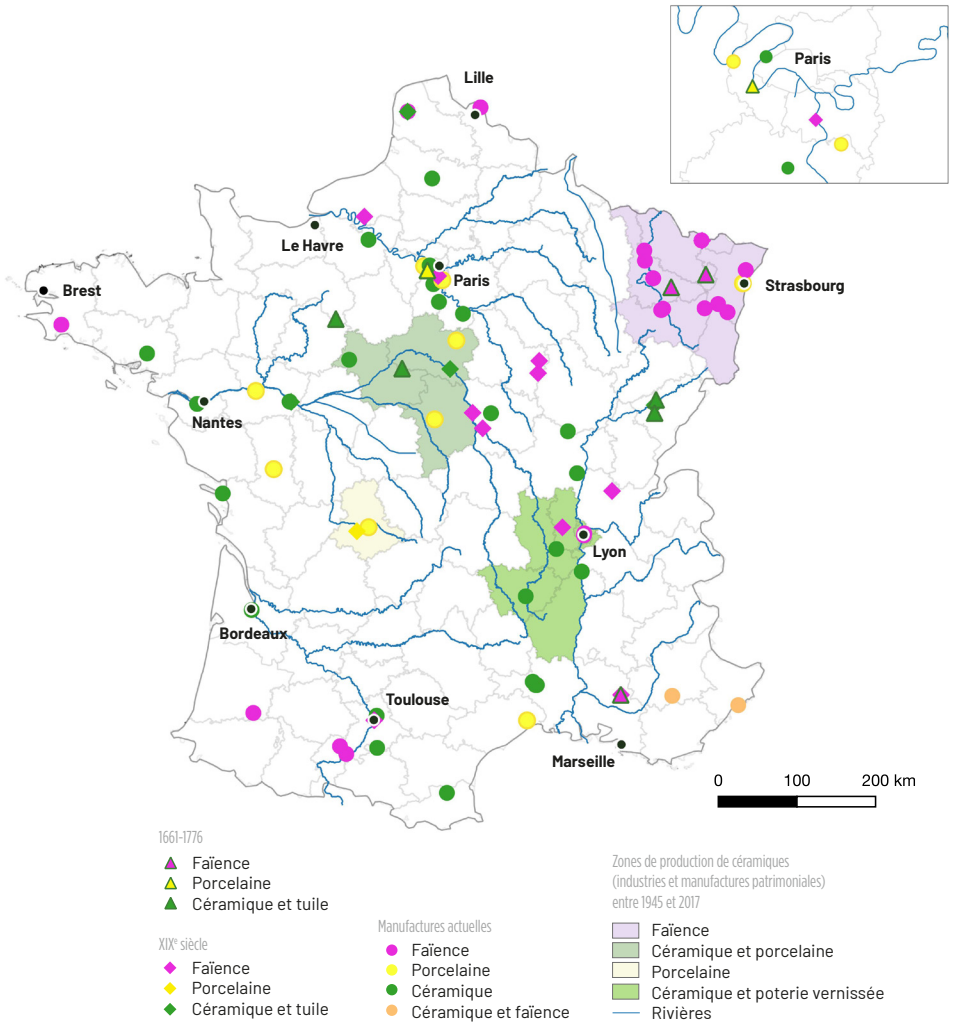 Paris
Lille
Le Havre
Brest
Paris
Strasbourg
Nantes
Lyon
Bordeaux
Toulouse
Marseille
0 100 200 km
1661-1776
Faïence
Porcelaine
Céramique et tuile
XIXᵉ siècle
Faïence
Porcelaine
Céramique et tuile
Manufactures actuelles
Faïence
Porcelaine
Céramique
Céramique et faïence
Zones de production de céramiques
(industries et manufactures patrimoniales)
entre 1945 et 2017
Faïence
Céramique et porcelaine
Porcelaine
Céramique et poterie vernissée
Rivières